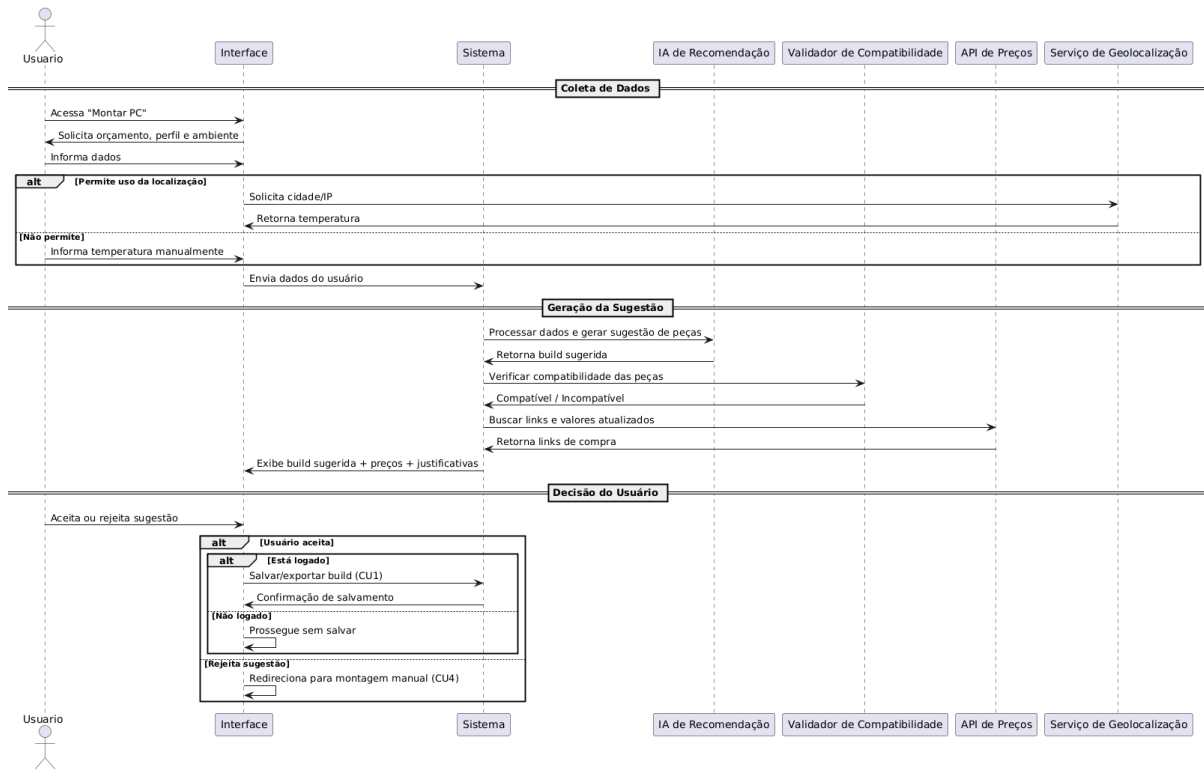 Usuario
Interface
Sistema
IA de Recomendação
Validador de Compatibilidade
API de Preços
Serviço de Geolocalização
Coleta de Dados
Acessa "Montar PC"
Solicita orçamento, perfil e ambiente
Informa dados
alt [Permite uso da localização]
Solicita cidade/IP
Retorna temperatura
[Não permite]
Informa temperatura manualmente
Envia dados do usuário
Geração da Sugestão
Processar dados e gerar sugestão de peças
Retorna build sugerida
Verificar compatibilidade das peças
Compatível / Incompatível
Buscar links e valores atualizados
Retorna links de compra
Exibe build sugerida + preços + justificativas
Decisão do Usuário
Aceita ou rejeita sugestão
alt [Usuário aceita]
alt [Está logado]
Salvar/exportar build (CU1)
Confirmação de salvamento
[Não logado]
Prossegue sem salvar
[Rejeita sugestão]
Redireciona para montagem manual (CU4)
Usuario
Interface
Sistema
IA de Recomendação
Validador de Compatibilidade
API de Preços
Serviço de Geolocalização